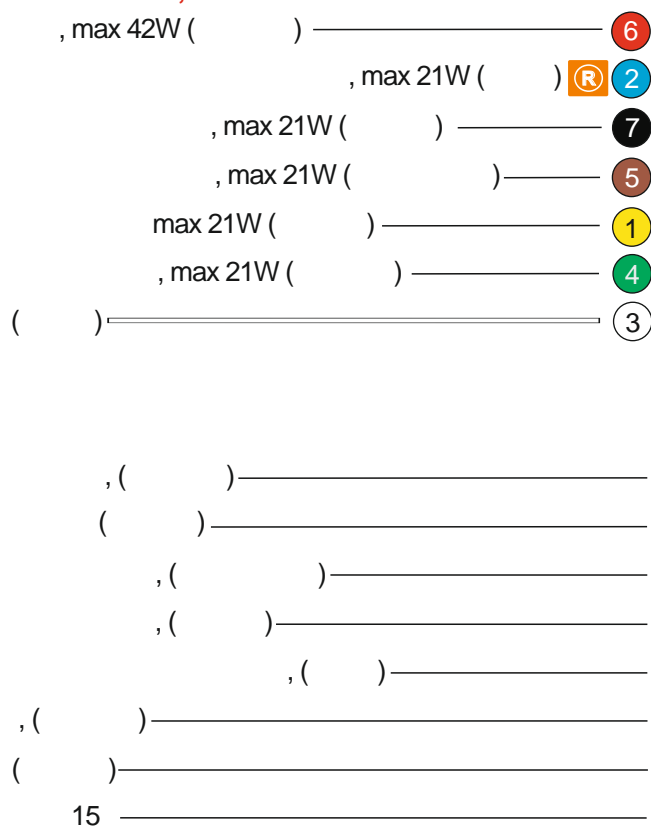 , max 42W ( ) 6
, max 21W ( ) R 2
, max 21W ( ) 7
, max 21W ( ) 5
max 21W ( ) 1
, max 21W ( ) 4
( ) 3
, ( )
( )
, ( )
, ( )
, ( )
, ( )
( )
15